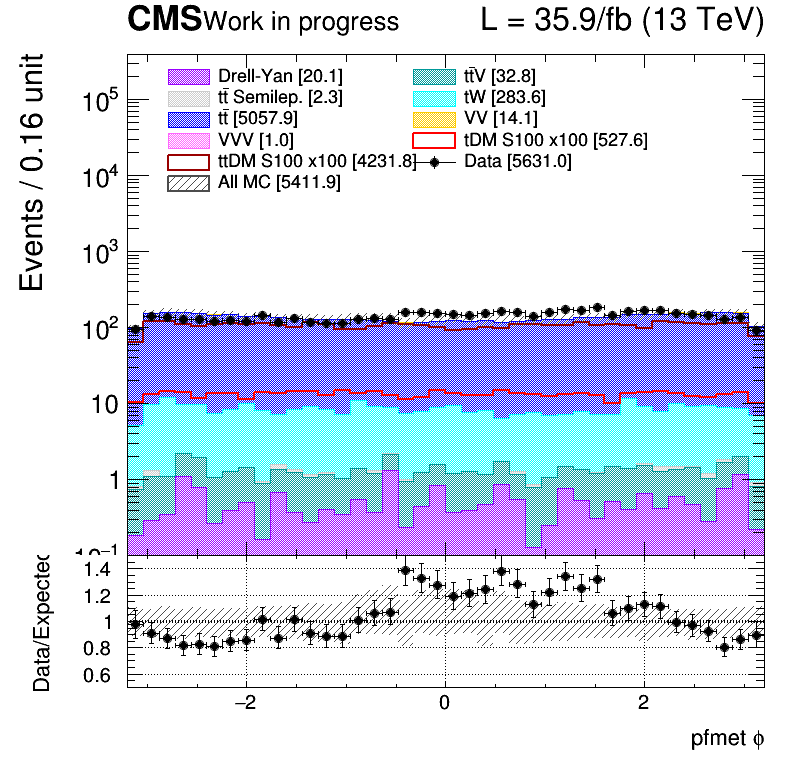 CMS Work in progress L = 35.9/fb (13 TeV)
Events / 0.16 unit
Drell-Yan [20.1] tt̄V [32.8]
tt̄ Semilep. [2.3] tW [283.6]
tt̄ [5057.9] VV [14.1]
VVV [1.0] tDM S100 x100 [527.6]
ttDM S100 x100 [4231.8] Data [5631.0]
All MC [5411.9]
10⁵
10⁴
10³
10²
10
1
10⁻¹
Data/Expected
1.4
1.2
1
0.8
0.6
−2 0 2
pfmet ϕ